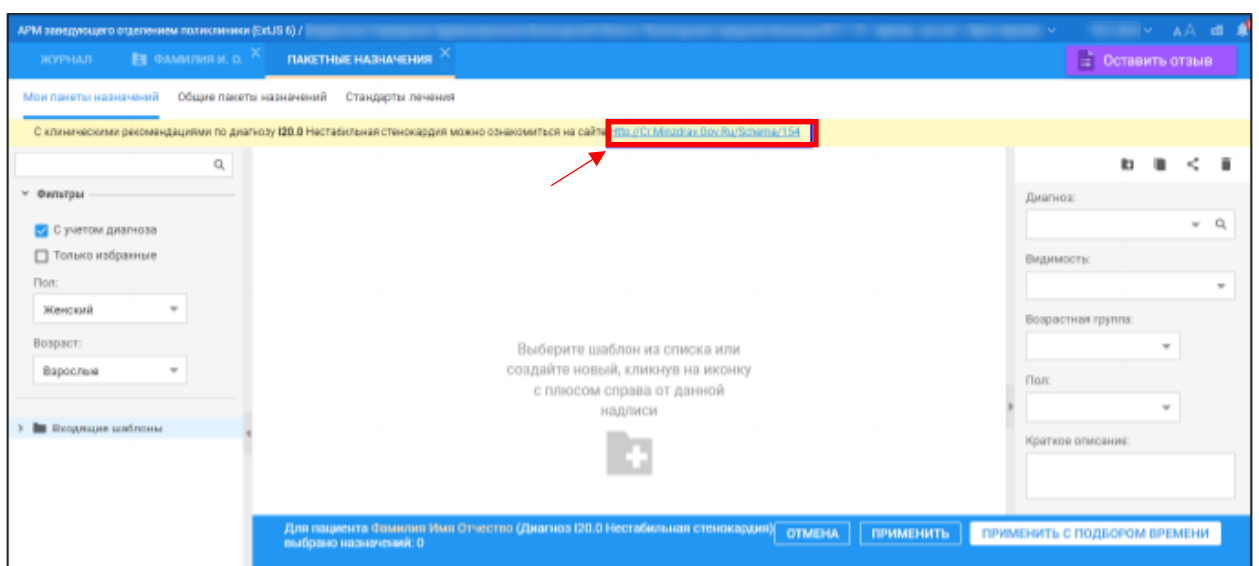 АРМ заведующего отделением поликлиники (ExtJS 6) /
ЖУРНАЛ
ФАМИЛИЯ И. О.
ПАКЕТНЫЕ НАЗНАЧЕНИЯ
Оставить отзыв
Мои пакеты назначений Общие пакеты назначений Стандарты лечения
С клиническими рекомендациями по диагнозу I20.0 Нестабильная стенокардия можно ознакомиться на сайте Http://Cr.Minzdrav.Gov.Ru/Schema/154
Фильтры
С учетом диагноза
Только избранные
Пол:
Женский
Возраст:
Взрослые
Входящие шаблоны
Выберите шаблон из списка или
создайте новый, кликнув на иконку
с плюсом справа от данной
надписи
Диагноз:
Видимость:
Возрастная группа:
Пол:
Краткое описание:
Для пациента Фамилия Имя Отчество (Диагноз I20.0 Нестабильная стенокардия)
выбрано назначений: 0
ОТМЕНА
ПРИМЕНИТЬ
ПРИМЕНИТЬ С ПОДБОРОМ ВРЕМЕНИ